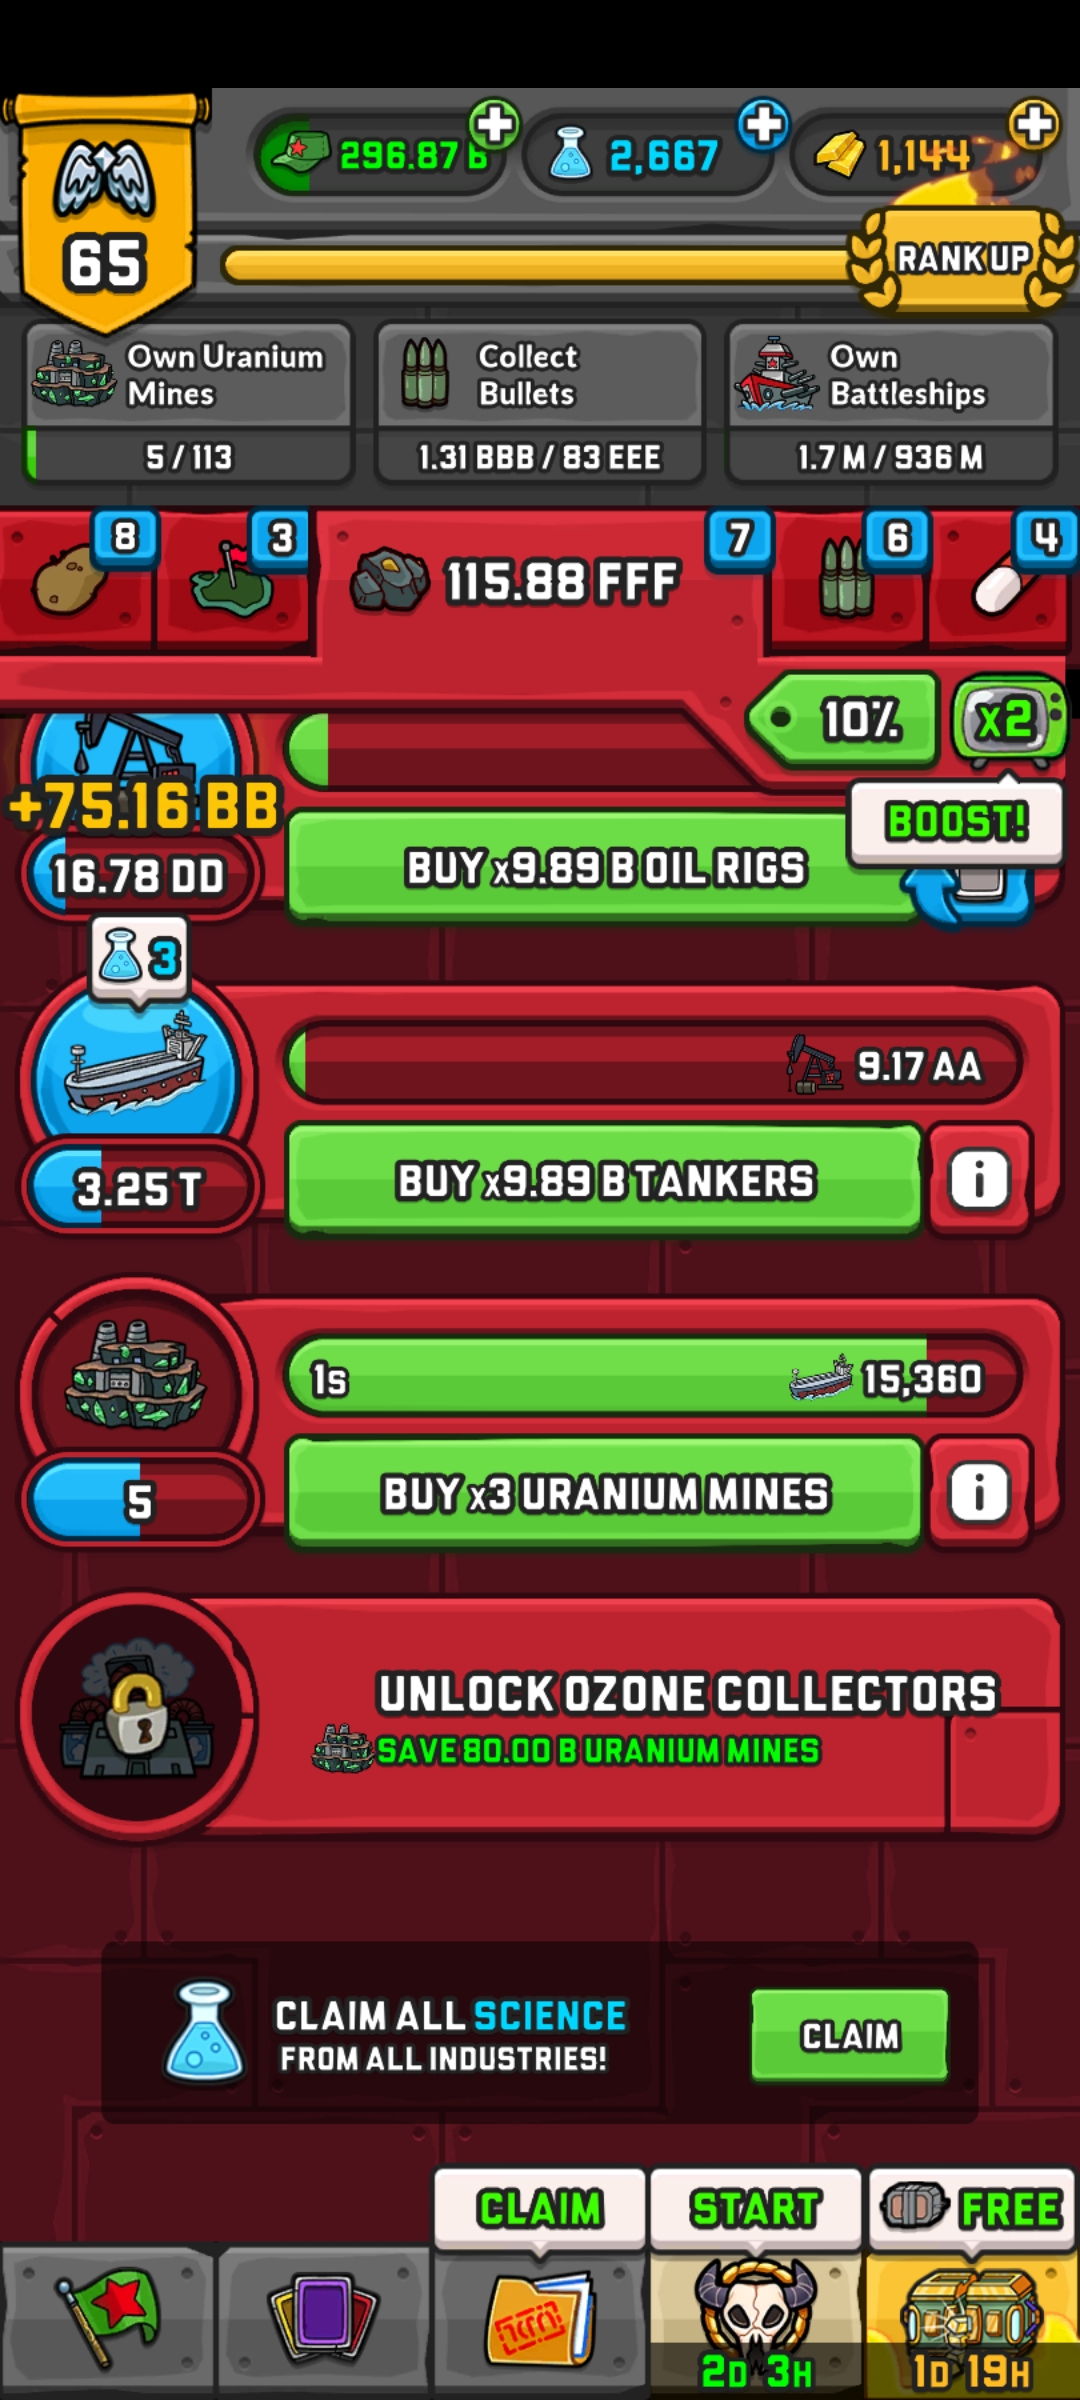 65
296.87 B
2,667
1,144
RANK UP
Own Uranium
Mines
5 / 113
Collect
Bullets
1.31 BBB / 83 EEE
Own
Battleships
1.7 M / 936 M
8
3
115.88 FFF
7
6
4
10%
x2
BOOST!
+75.16 BB
16.78 DD
BUY x9.89 B OIL RIGS
3
9.17 AA
3.25 T
BUY x9.89 B TANKERS
i
1s
15,360
5
BUY x3 URANIUM MINES
i
UNLOCK OZONE COLLECTORS
SAVE 80.00 B URANIUM MINES
CLAIM ALL SCIENCE
FROM ALL INDUSTRIES!
CLAIM
CLAIM
START
FREE
2D 3H
1D 19H